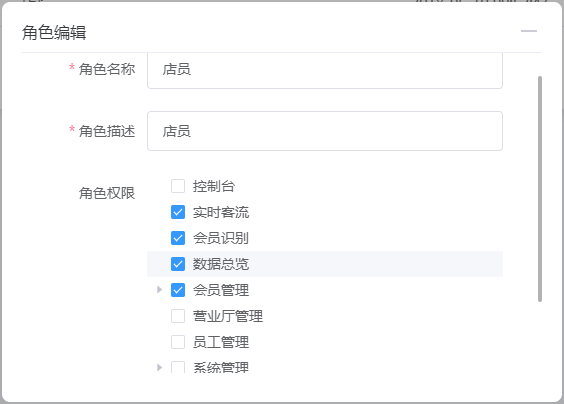 角色编辑
* 角色名称 店员
* 角色描述 店员
角色权限
控制台
实时客流
会员识别
数据总览
会员管理
营业厅管理
员工管理
系统管理